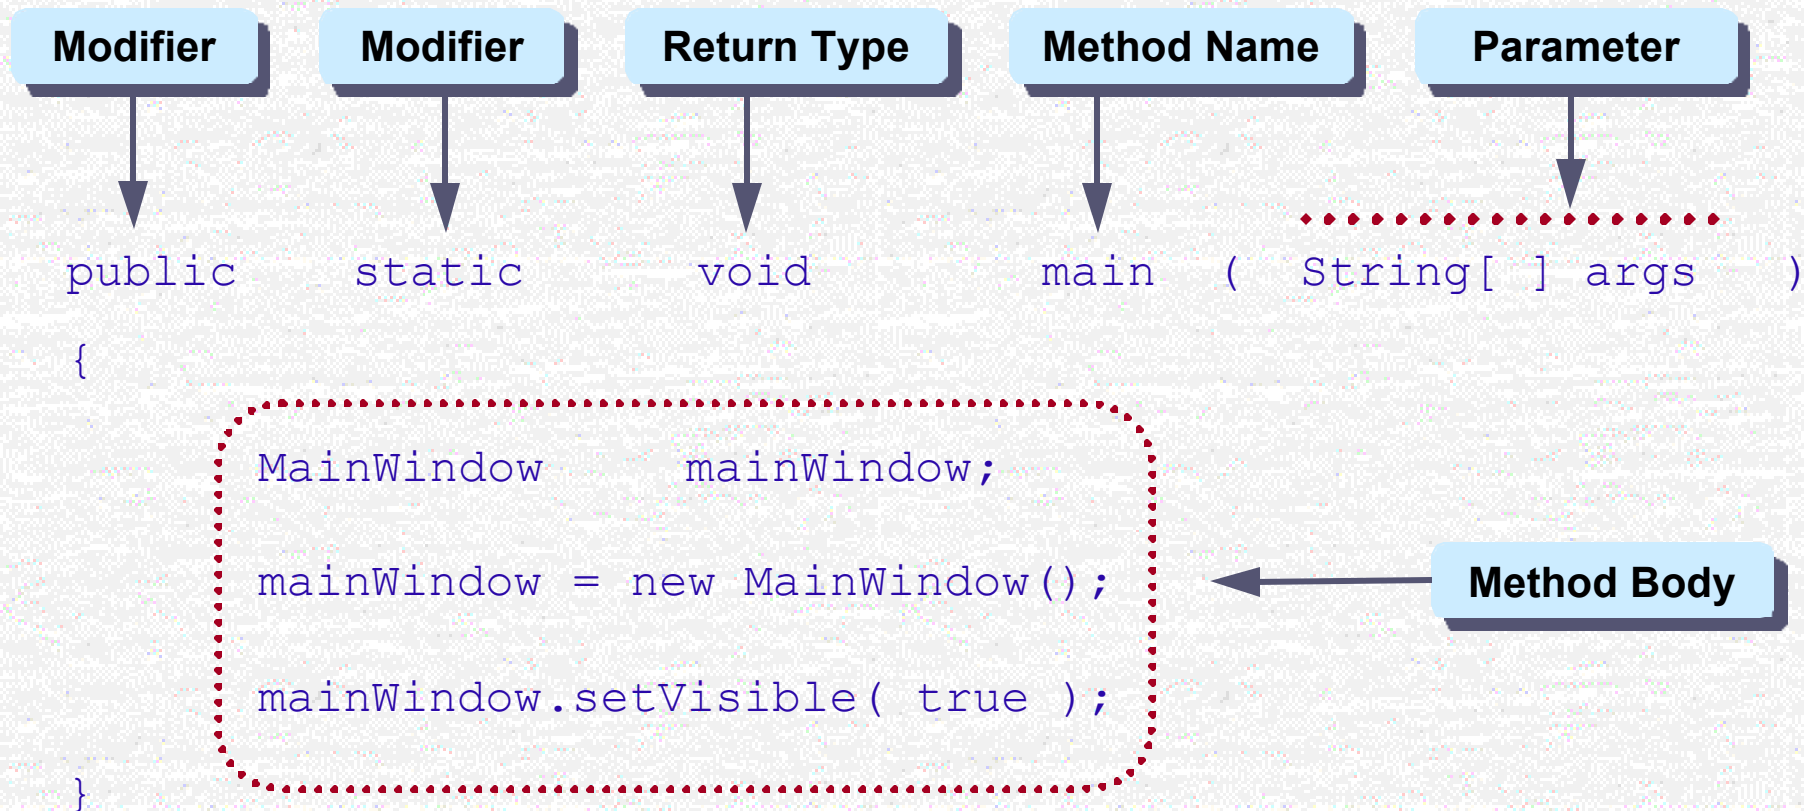 Modifier Modifier Return Type Method Name Parameter
public static void main ( String[ ] args )
{
MainWindow mainWindow;
mainWindow = new MainWindow();
Method Body
mainWindow.setVisible( true );
}